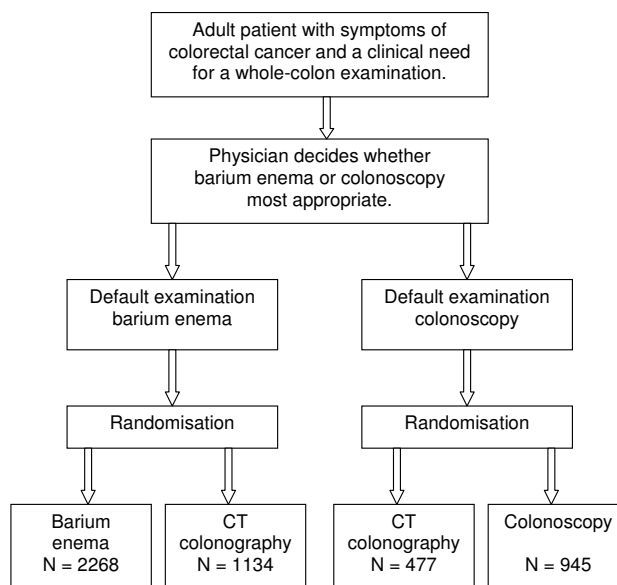 Adult patient with symptoms of
colorectal cancer and a clinical need
for a whole-colon examination.
Physician decides whether
barium enema or colonoscopy
most appropriate.
Default examination
barium enema
Default examination
colonoscopy
Randomisation
Randomisation
Barium
enema
N = 2268
CT
colonography
N = 1134
CT
colonography
N = 477
Colonoscopy
N = 945